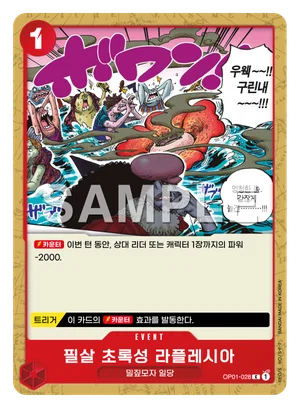 1
ボワン!
우웩
~~!!
구린내
~~~!!!
SAMPLE
카운터 이번 턴 동안, 상대 리더 또는 캐릭터 1장까지의 파워
-2000.
트리거 이 카드의 카운터 효과를 발동한다.
EVENT
필살 초록성 라플레시아
밀짚모자 일당
OP01-028 R 1